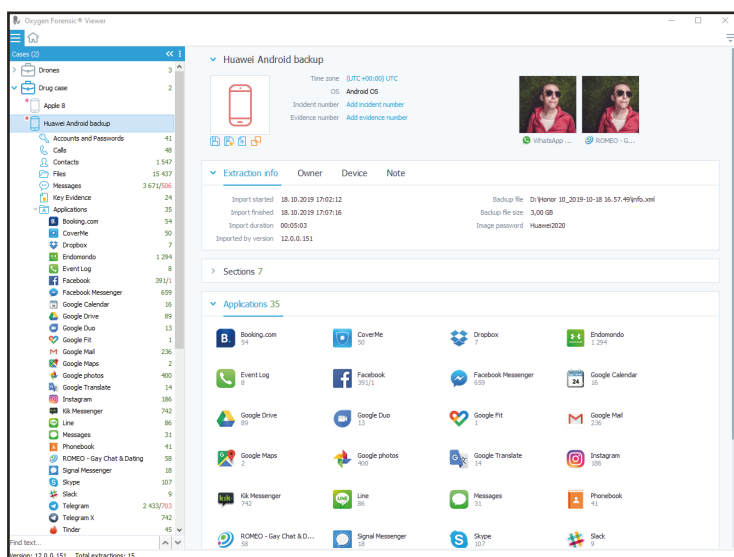 Oxygen Forensic® Viewer
Cases (2)
Drones 3
Drug case 2
Apple 8
Huawei Android backup
Accounts and Passwords 41
Calls 48
Contacts 1 547
Files 15 437
Messages 3 671/506
Key Evidence 24
Applications 35
Booking.com 54
CoverMe 50
Dropbox 7
Endomondo 1 294
Event Log 8
Facebook 391/1
Facebook Messenger 659
Google Calendar 16
Google Drive 89
Google Duo 13
Google Fit 1
Google Mail 236
Google Maps 2
Google photos 400
Google Translate 14
Instagram 186
Kik Messenger 742
Line 86
Messages 31
Phonebook 41
ROMEO - Gay Chat & Dating 58
Signal Messenger 18
Skype 107
Slack 9
Telegram 2 433/703
Telegram X 742
Tinder 45
Find text...
Version: 12.0.0.151 Total extractions: 15
Huawei Android backup
Time zone (UTC+00:00) UTC
OS Android OS
Incident number Add incident number
Evidence number Add evidence number
WhatsApp ... ROMEO - G...
Extraction info Owner Device Note
Import started 18.10.2019 17:02:12
Import finished 18.10.2019 17:07:16
Import duration 00:05:03
Imported by version 12.0.0.151
Backup file D:\Honor 10_2019-10-18 16.57.49\info.xml
Backup file size 3,00 GB
Image password Huawei2020
Sections 7
Applications 35
B. Booking.com CoverMe Dropbox Endomondo
54 50 7 1 294
Event Log Facebook Facebook Messenger 24 Google Calendar
8 391/1 659 16
Google Drive Google Duo Google Fit Google Mail
89 13 1 236
Google Maps Google photos Google Translate Instagram
2 400 14 186
kik Kik Messenger LINE Line Messages Phonebook
742 86 31 41
ROMEO - Gay Chat & D... Signal Messenger Skype Slack
58 18 107 9